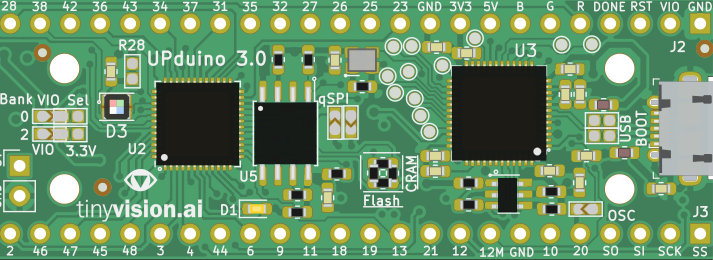 28 38 42 36 43 34 37 31 35 32 27 26 25 23 GND 3V3 5V B G R DONE RST VIO GND
R28
UPduino 3.0
U3
J2
Bank VIO Sel
0
2
VIO 3.3V
D3
U2
U5
qSPI
USB
BOOT
CRAM
Flash
tinyvision.ai
D1
OSC
J3
2 46 47 45 48 3 4 44 6 9 11 18 19 13 21 12 12M GND 10 20 SO SI SCK SS